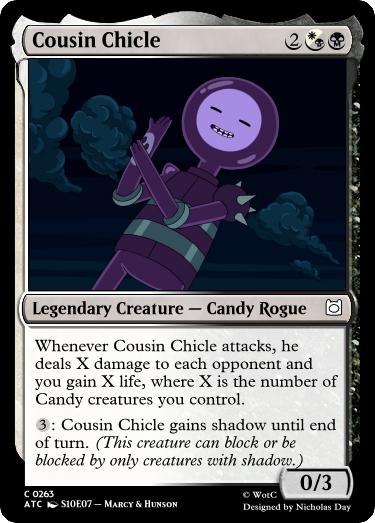 Cousin Chicle 2
Legendary Creature — Candy Rogue
Whenever Cousin Chicle attacks, he
deals X damage to each opponent and
you gain X life, where X is the number of
Candy creatures you control.
3: Cousin Chicle gains shadow until end
of turn. (This creature can block or be
blocked by only creatures with shadow.)
0/3
C 0263
ATC S10E07 – Marcy & Hunson
© WotC
Designed by Nicholas Day